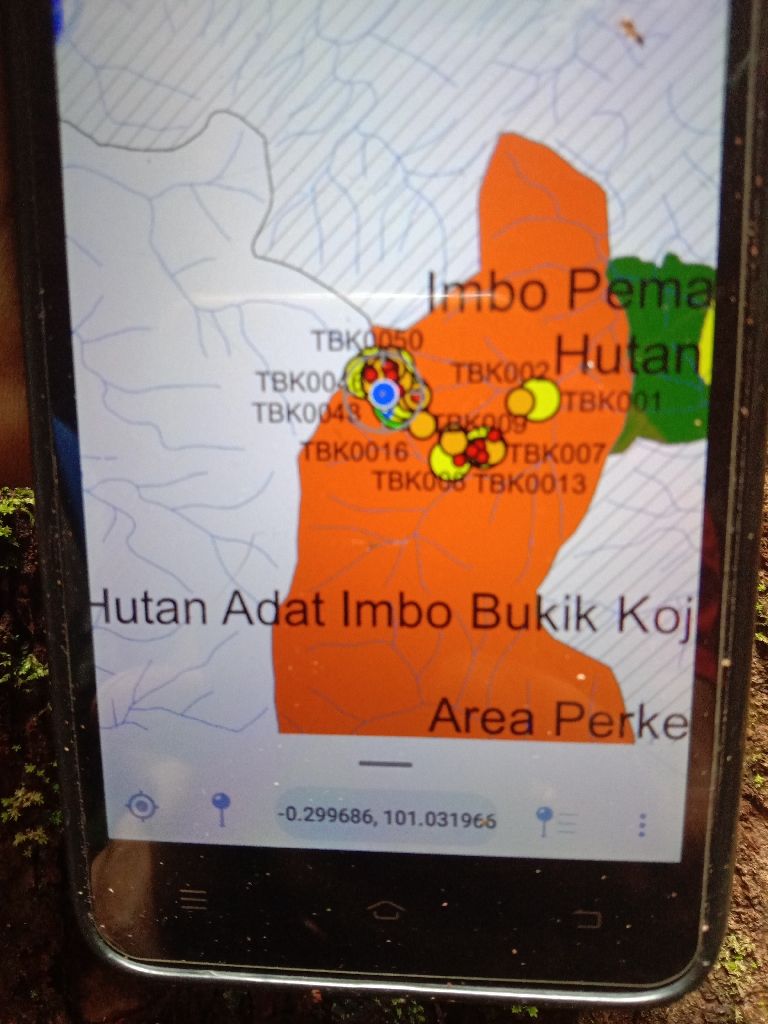 Imbo Pema
TBK0050
Hutan
TBK002
TBK001
TBK0043
TBK009
TBK0016
TBK007
TBK008
TBK0013
Hutan Adat Imbo Bukik Koj
Area Perke
-0.299686, 101.031966